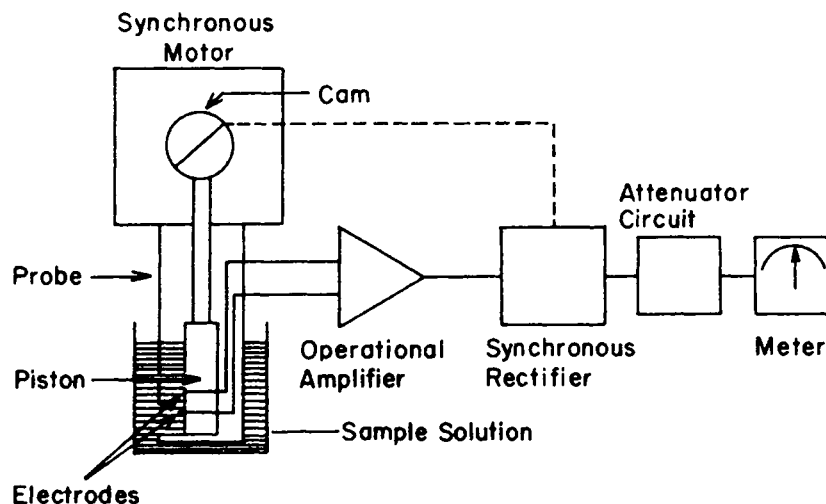 Synchronous
Motor
Cam
Attenuator
Circuit
Probe
Operational
Amplifier
Synchronous
Rectifier
Meter
Piston
Sample Solution
Electrodes